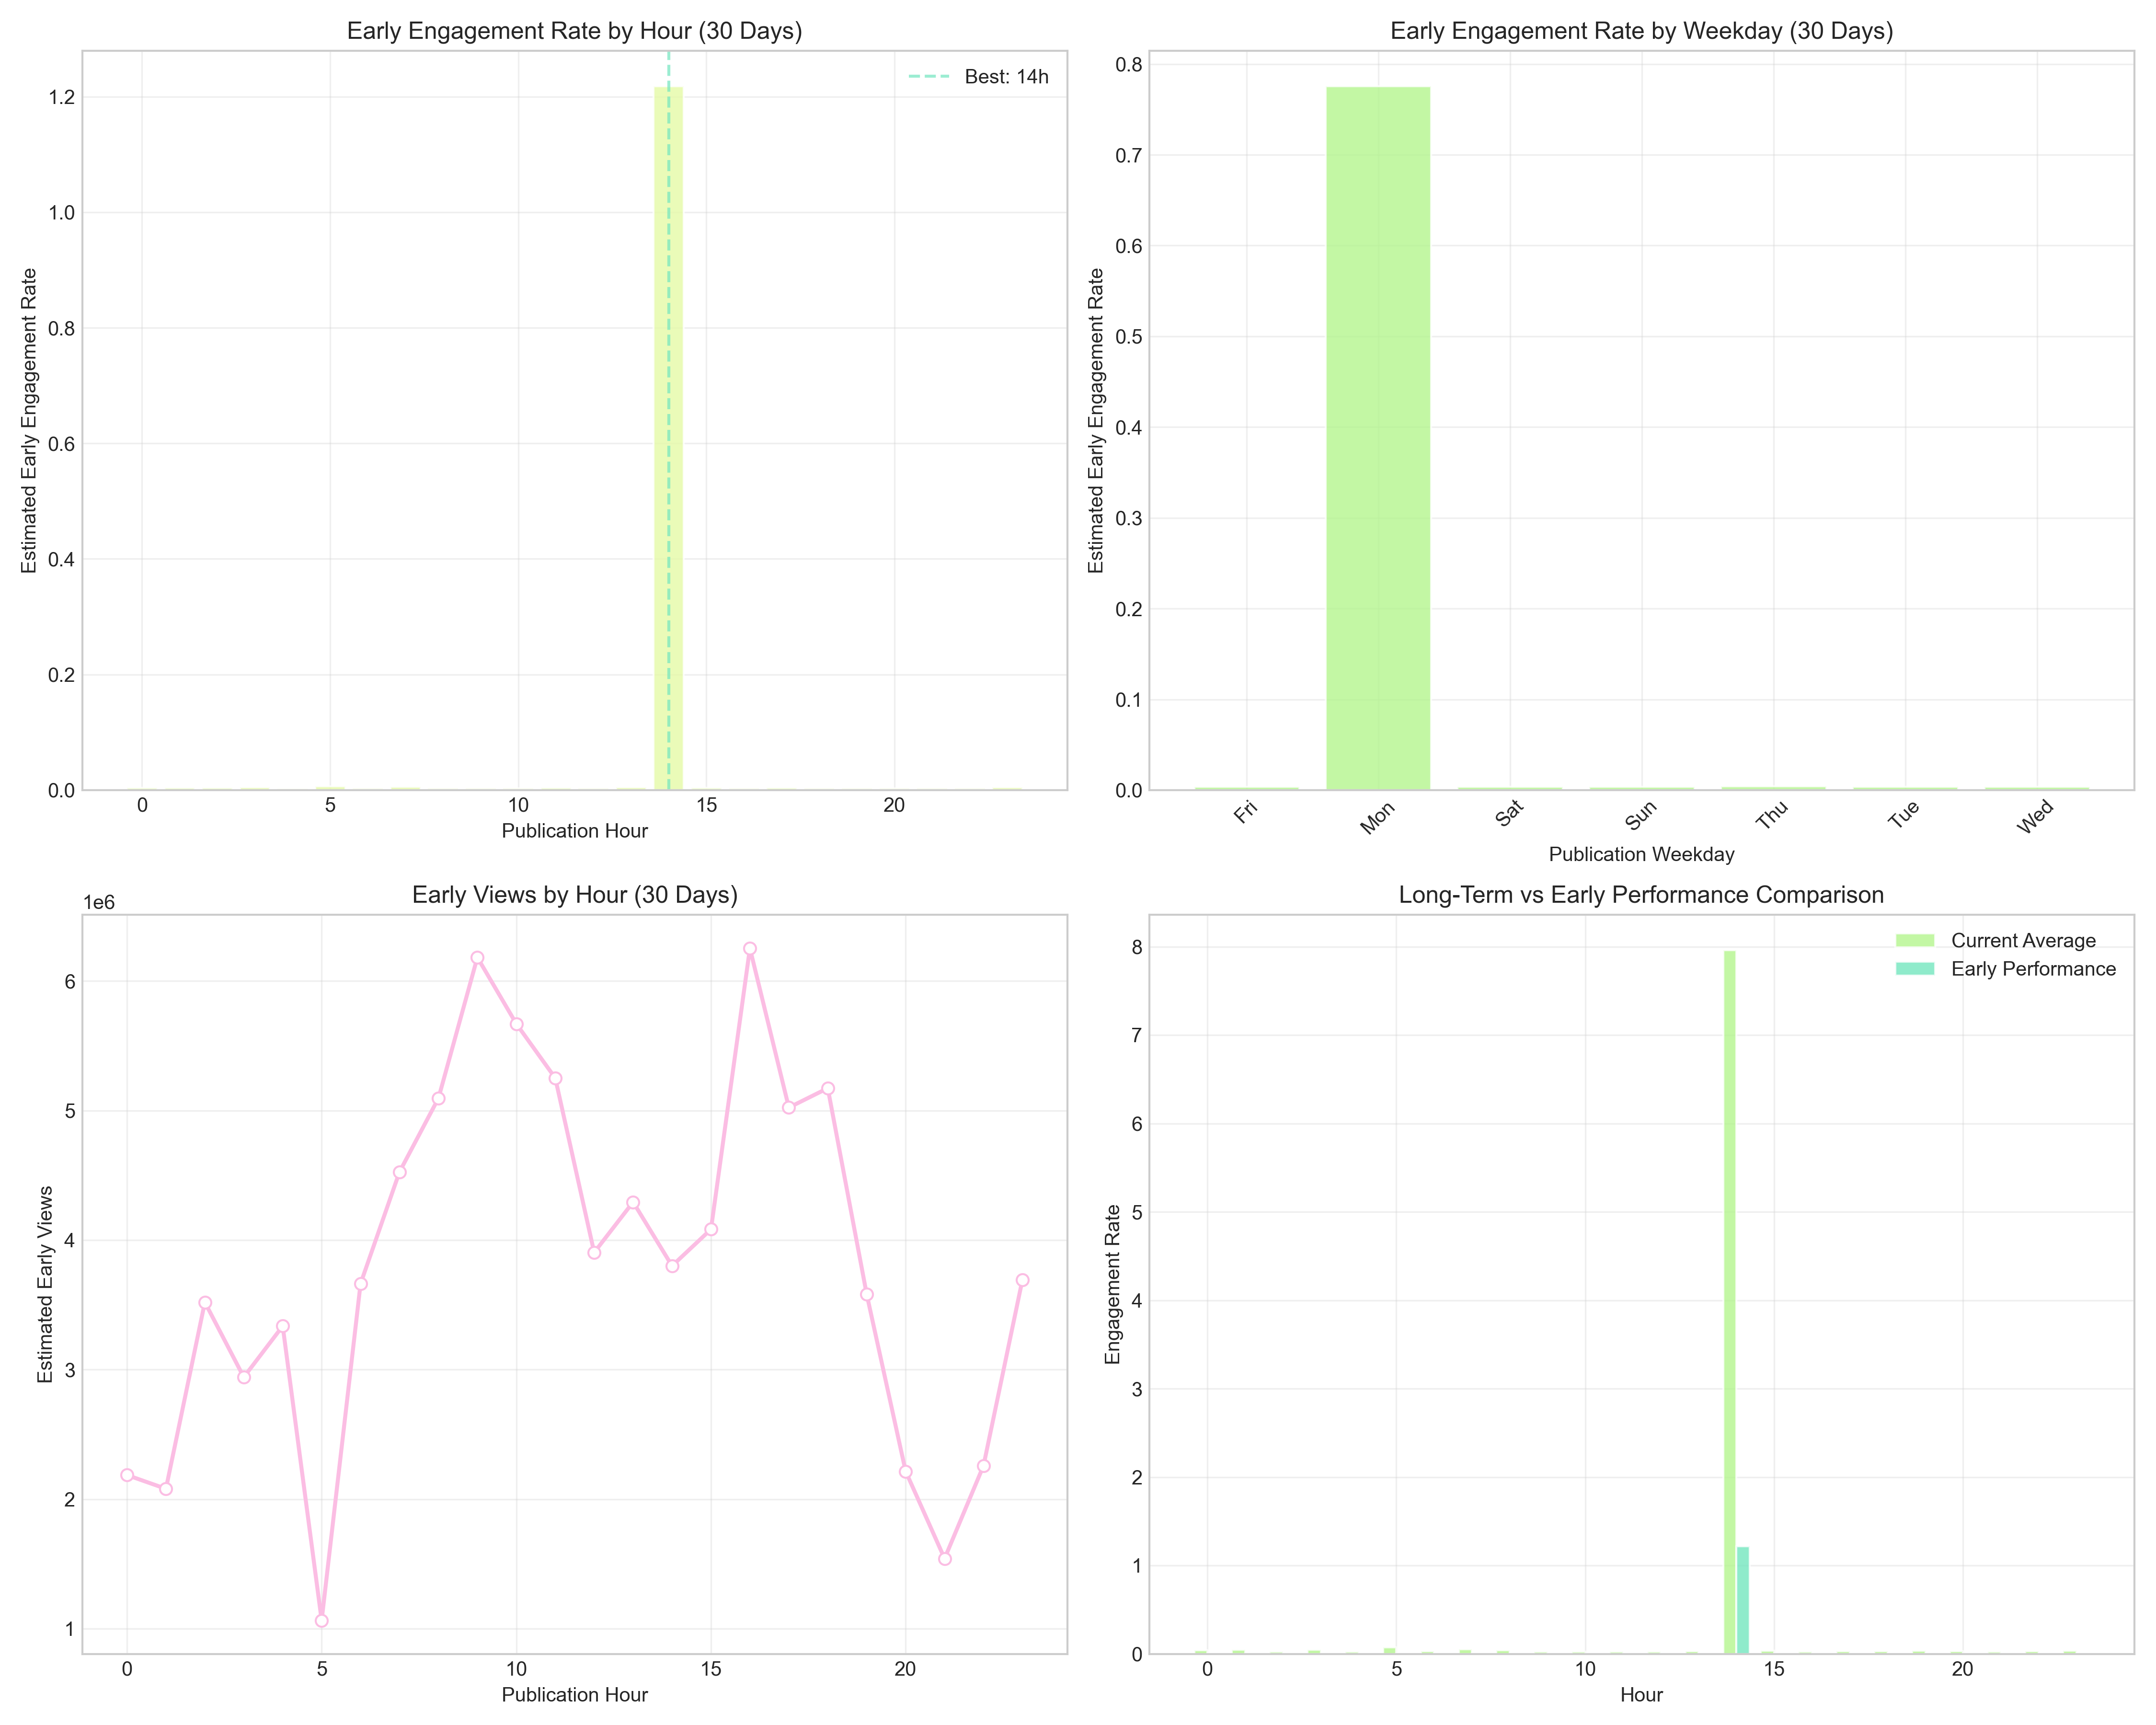 Early Engagement Rate by Hour (30 Days)
Best: 14h
Estimated Early Engagement Rate
1.2
1.0
0.8
0.6
0.4
0.2
0.0
0 5 10 15 20
Publication Hour
Early Engagement Rate by Weekday (30 Days)
Estimated Early Engagement Rate
0.8
0.7
0.6
0.5
0.4
0.3
0.2
0.1
0.0
Fri Mon Sat Sun Thu Tue Wed
Publication Weekday
Early Views by Hour (30 Days)
1e6
Estimated Early Views
6
5
4
3
2
1
0 5 10 15 20
Publication Hour
Long-Term vs Early Performance Comparison
Current Average
Early Performance
Engagement Rate
8
7
6
5
4
3
2
1
0
0 5 10 15 20
Hour